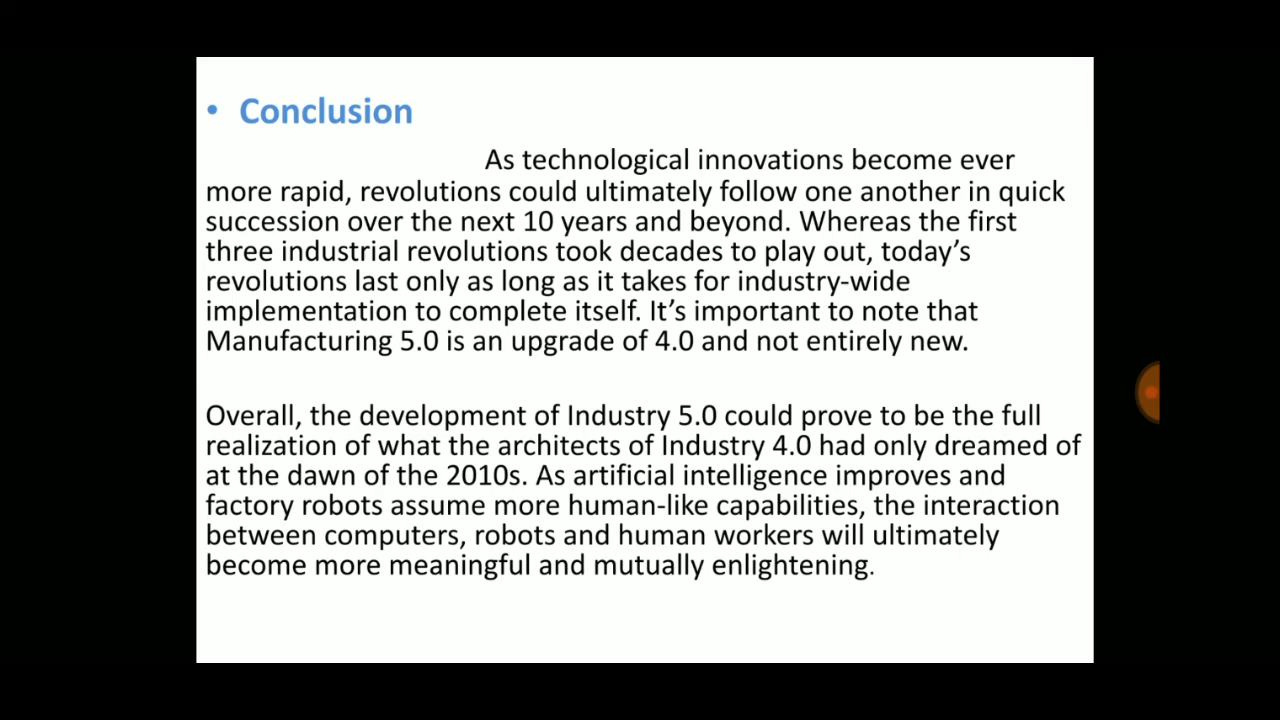 • Conclusion
As technological innovations become ever
more rapid, revolutions could ultimately follow one another in quick
succession over the next 10 years and beyond. Whereas the first
three industrial revolutions took decades to play out, today’s
revolutions last only as long as it takes for industry-wide
implementation to complete itself. It’s important to note that
Manufacturing 5.0 is an upgrade of 4.0 and not entirely new.
Overall, the development of Industry 5.0 could prove to be the full
realization of what the architects of Industry 4.0 had only dreamed of
at the dawn of the 2010s. As artificial intelligence improves and
factory robots assume more human-like capabilities, the interaction
between computers, robots and human workers will ultimately
become more meaningful and mutually enlightening.